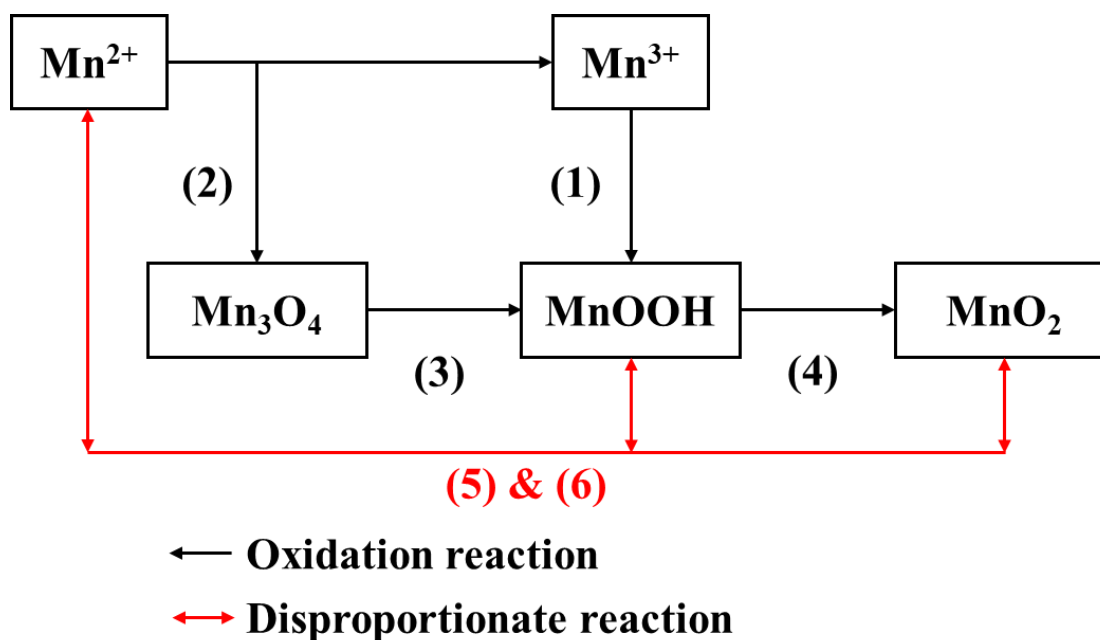 Mn²⁺ Mn³⁺
(2) (1)
Mn₃O₄ MnOOH MnO₂
(3) (4)
(5) & (6)
Oxidation reaction
Disproportionate reaction